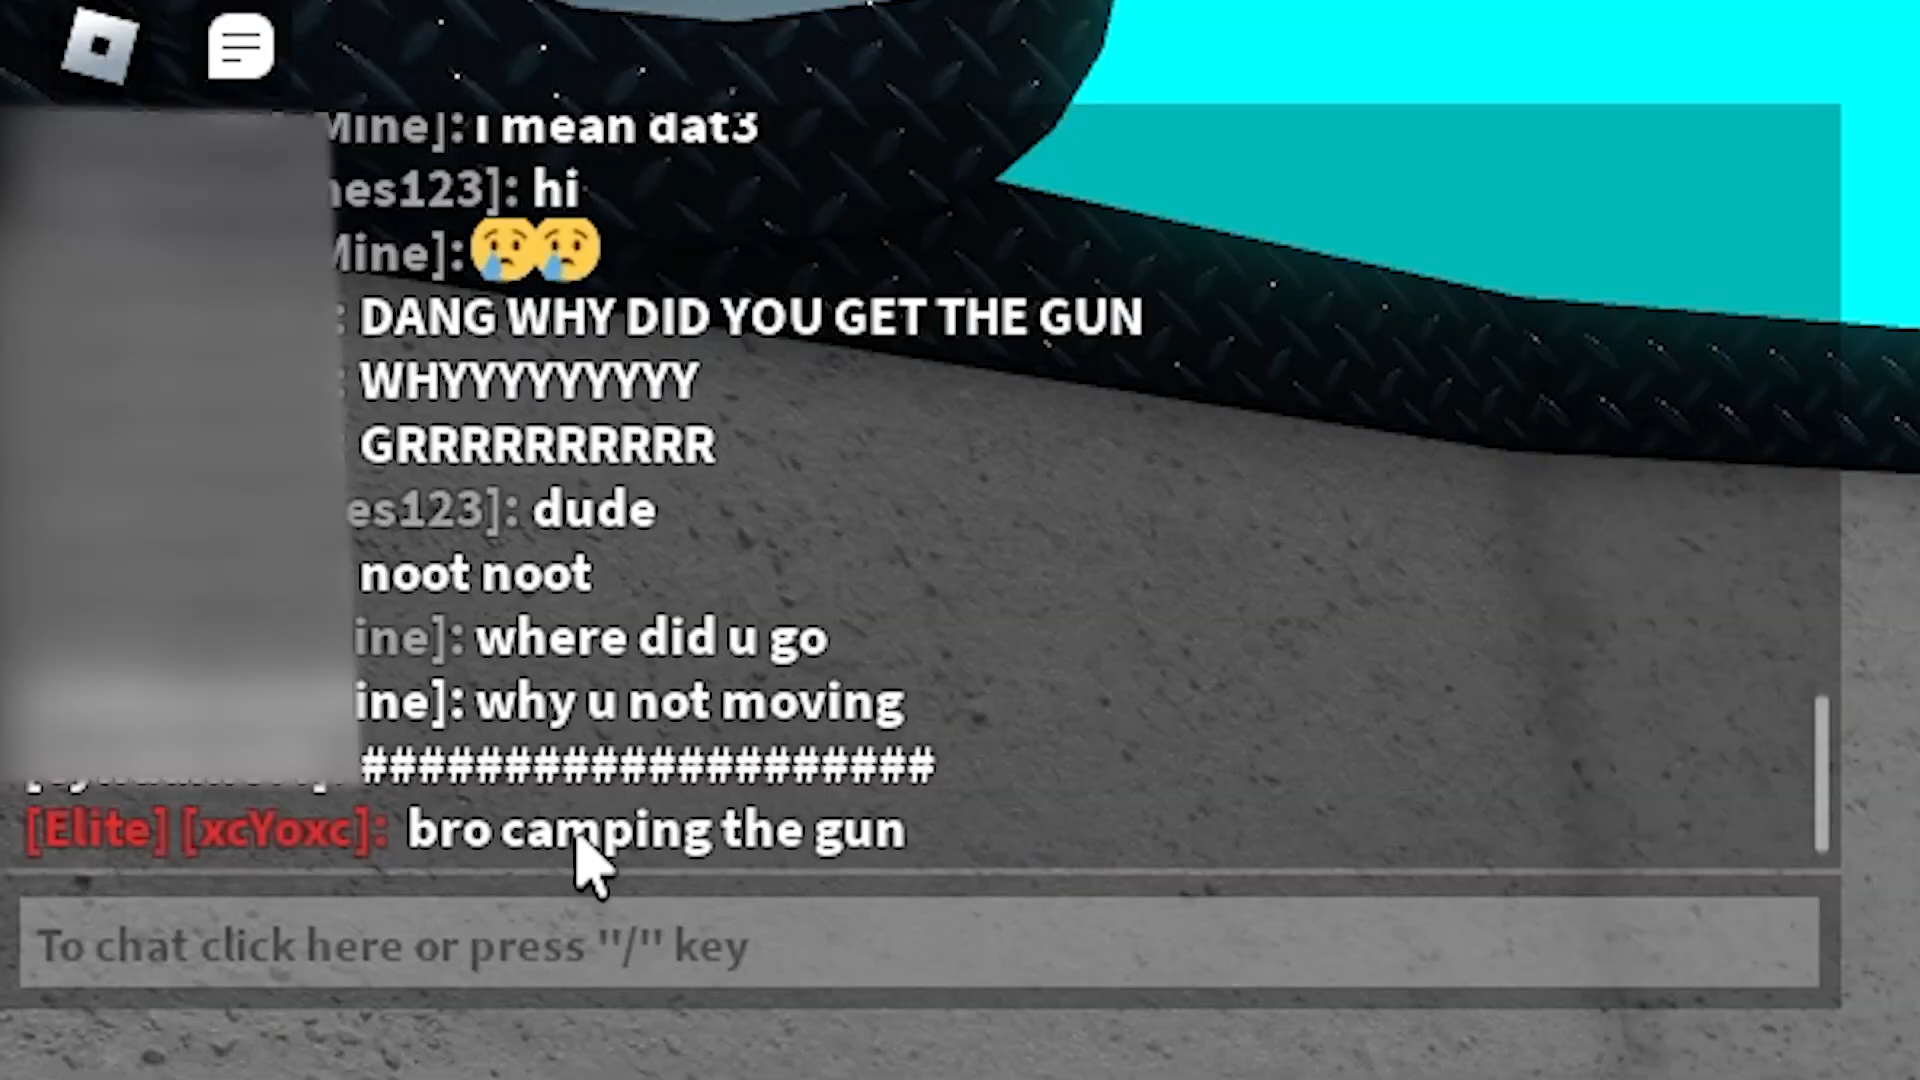 Mine]: i mean dat3
nes123]: hi
Mine]: 😢😢
: DANG WHY DID YOU GET THE GUN
: WHYYYYYYYYY
GRRRRRRRRRR
es123]: dude
noot noot
ine]: where did u go
ine]: why u not moving
####################
[Elite] [xcYoxc]: bro camping the gun
To chat click here or press "/" key